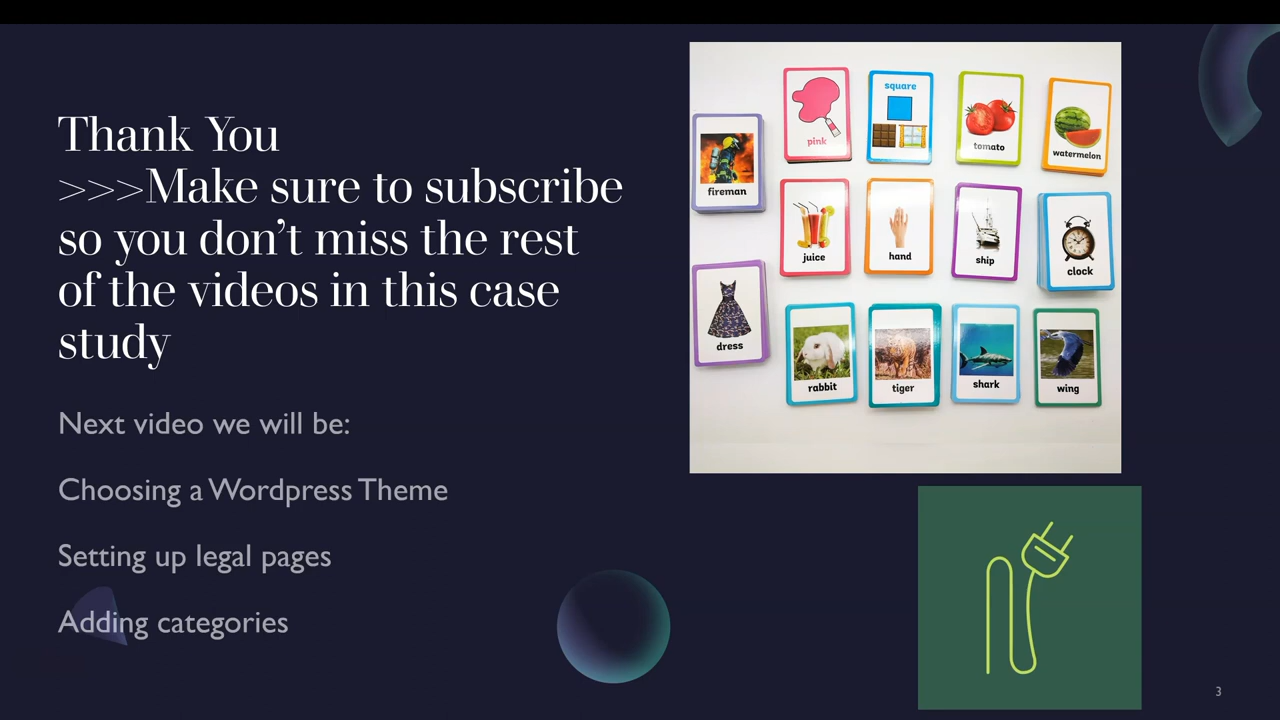 Thank You
>>>Make sure to subscribe
so you don’t miss the rest
of the videos in this case
study
Next video we will be:
Choosing a Wordpress Theme
Setting up legal pages
Adding categories
fireman
pink
square
tomato
watermelon
juice
hand
ship
clock
dress
rabbit
tiger
shark
wing
3